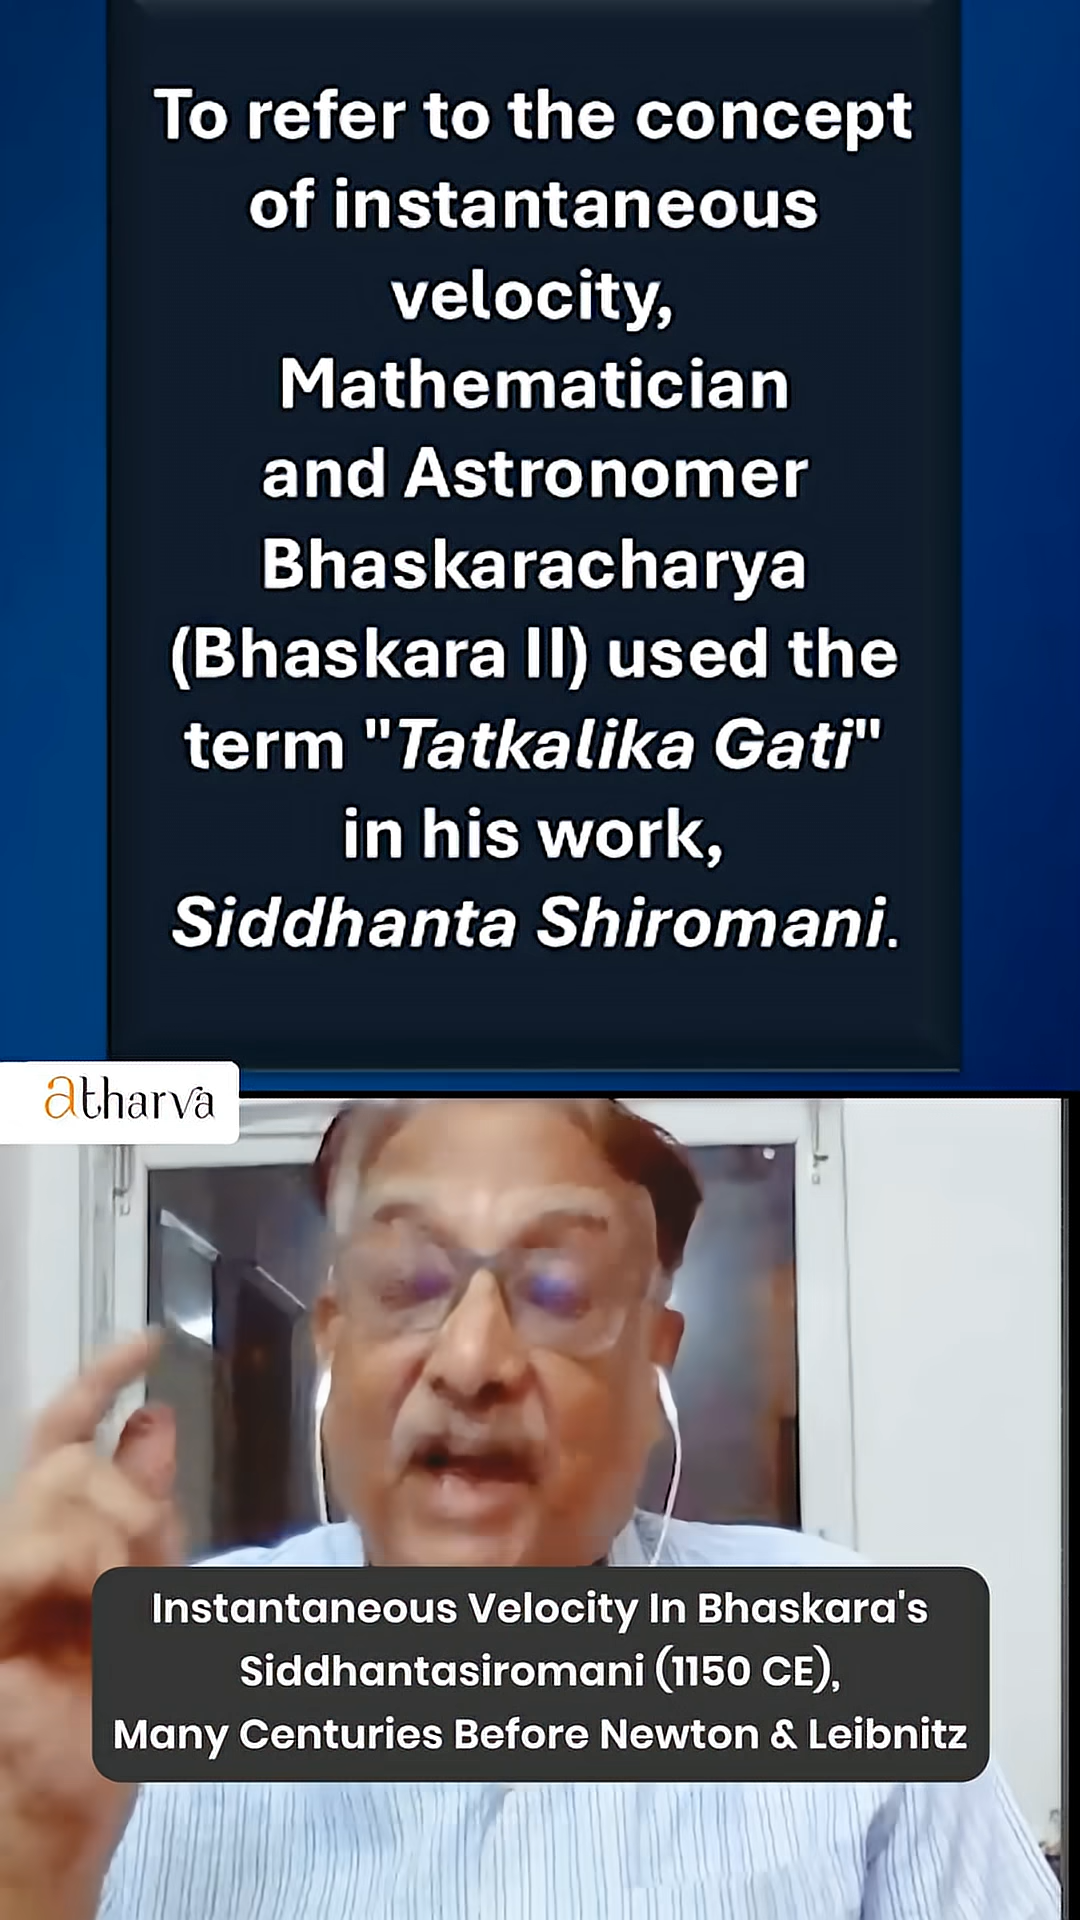 To refer to the concept
of instantaneous
velocity,
Mathematician
and Astronomer
Bhaskaracharya
(Bhaskara II) used the
term "Tatkalika Gati"
in his work,
Siddhanta Shiromani.
atharva
Instantaneous Velocity In Bhaskara's
Siddhantasiromani (1150 CE),
Many Centuries Before Newton & Leibnitz